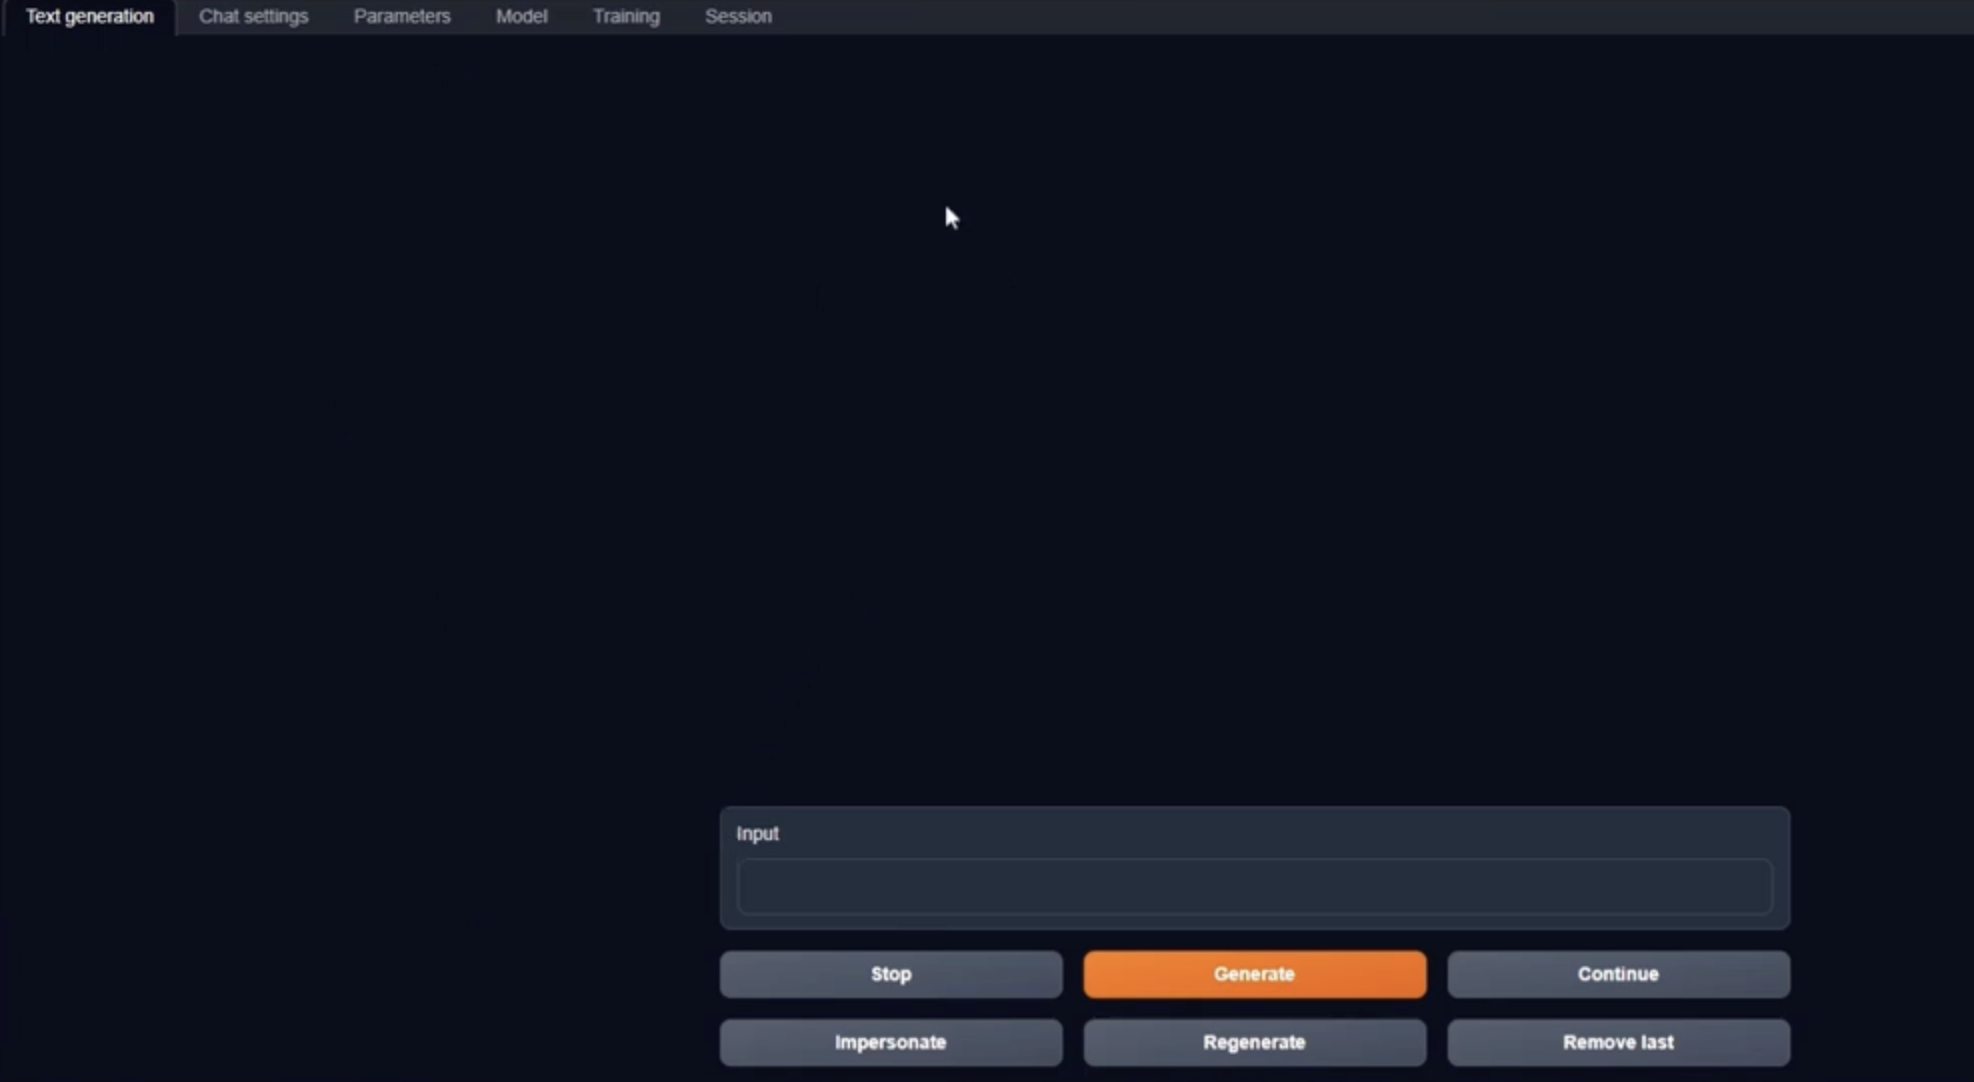 Text generation Chat settings Parameters Model Training Session
Input
Stop Generate Continue
Impersonate Regenerate Remove last